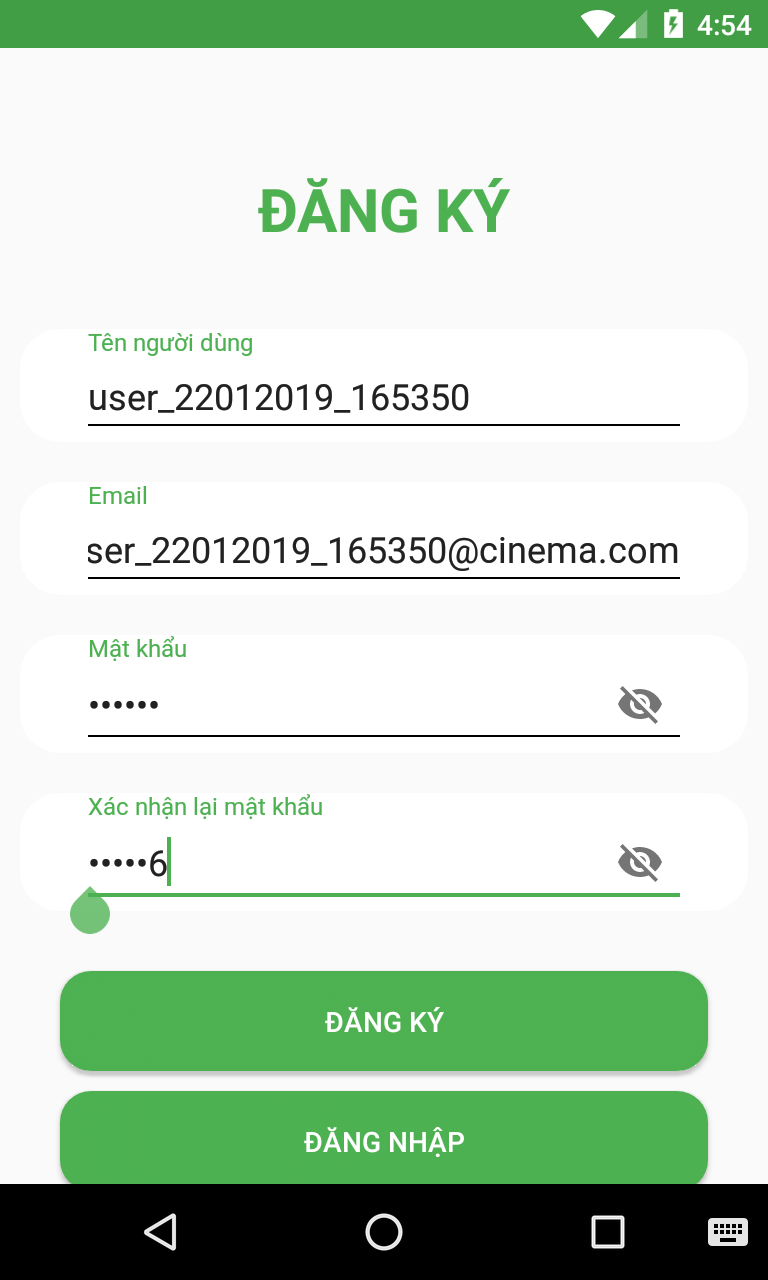 4:54
ĐĂNG KÝ
Tên người dùng
user_22012019_165350
Email
ser_22012019_165350@cinema.com
Mật khẩu
••••••
Xác nhận lại mật khẩu
•••••6
ĐĂNG KÝ
ĐĂNG NHẬP